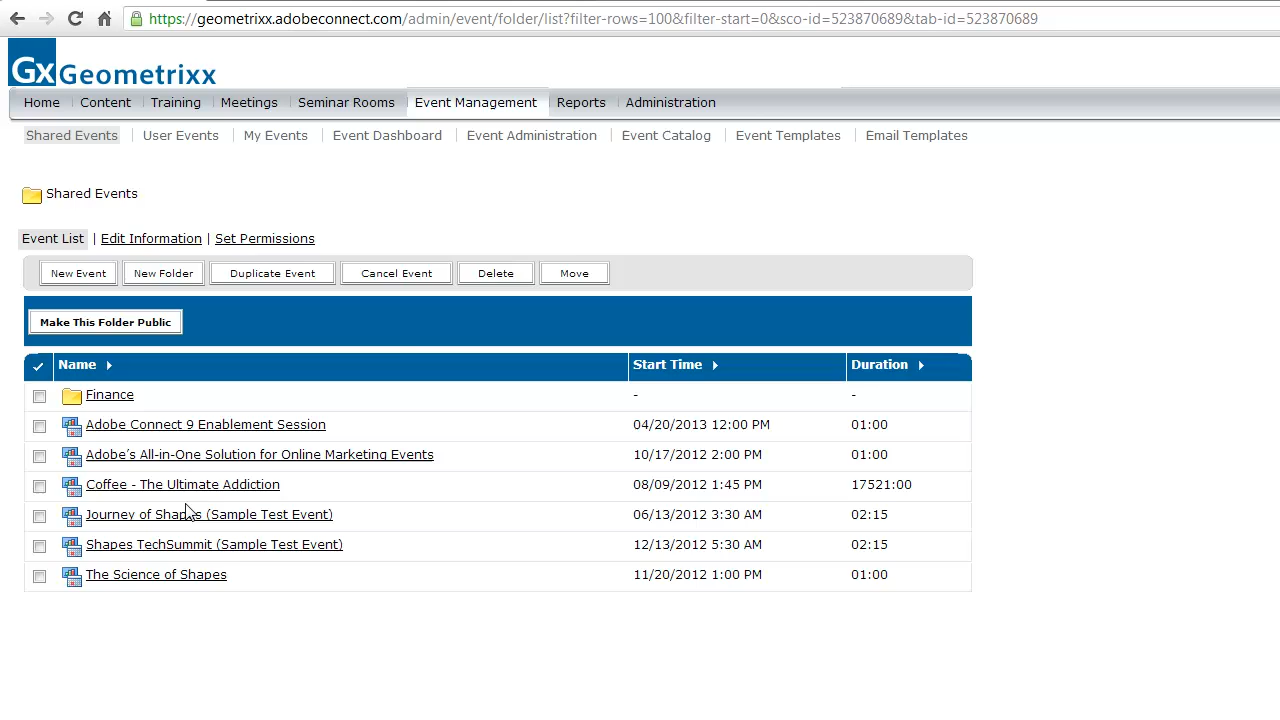 https://geometrixx.adobeconnect.com/admin/event/folder/list?filter-rows=100&filter-start=0&sco-id=523870689&tab-id=523870689
Gx Geometrixx
Home Content Training Meetings Seminar Rooms Event Management Reports Administration
Shared Events User Events My Events Event Dashboard Event Administration Event Catalog Event Templates Email Templates
Shared Events
Event List | Edit Information | Set Permissions
New Event New Folder Duplicate Event Cancel Event Delete Move
Make This Folder Public
Name Start Time Duration
Finance - -
Adobe Connect 9 Enablement Session 04/20/2013 12:00 PM 01:00
Adobe's All-in-One Solution for Online Marketing Events 10/17/2012 2:00 PM 01:00
Coffee - The Ultimate Addiction 08/09/2012 1:45 PM 17521:00
Journey of Shapes (Sample Test Event) 06/13/2012 3:30 AM 02:15
Shapes TechSummit (Sample Test Event) 12/13/2012 5:30 AM 02:15
The Science of Shapes 11/20/2012 1:00 PM 01:00